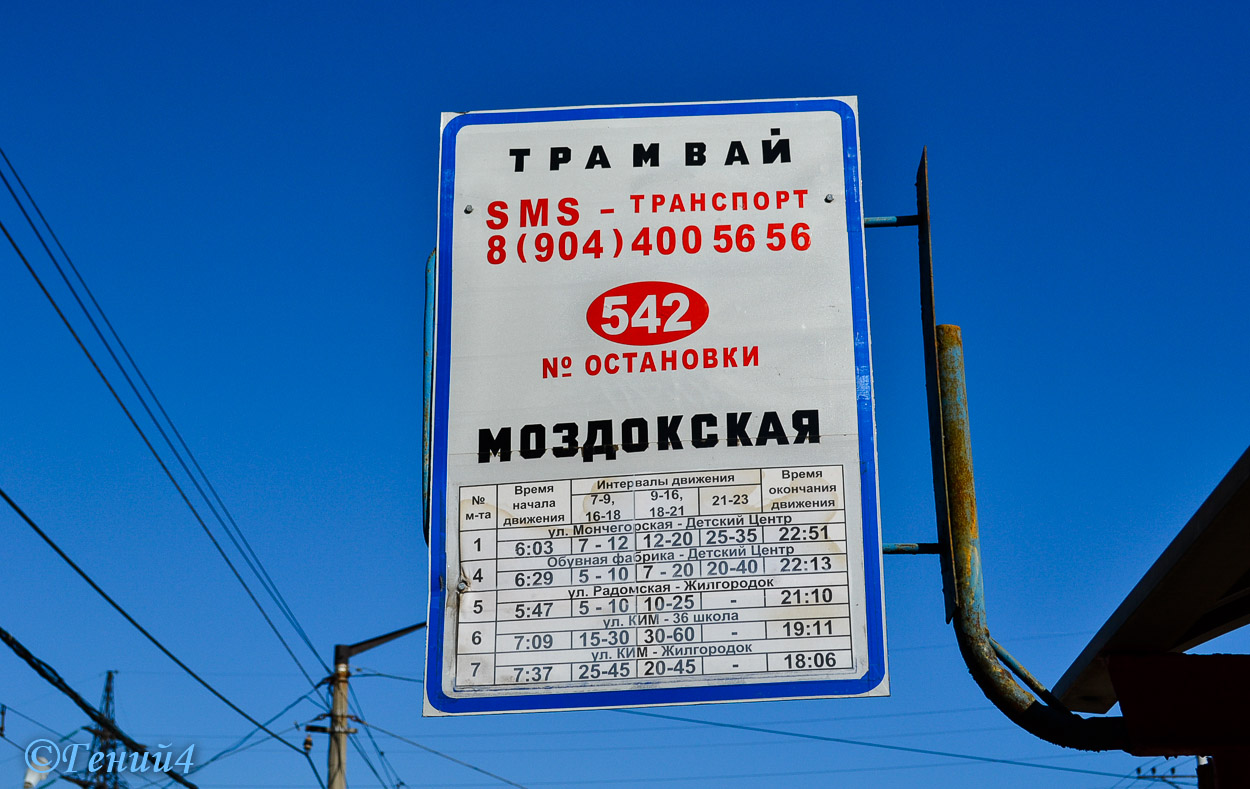 ТРАМВАЙ
SMS - ТРАНСПОРТ
8(904)400 56 56
542
№ ОСТАНОВКИ
МОЗДОКСКАЯ
№ м-та Время начала движения Интервалы движения Время окончания движения
7-9, 16-18 9-16, 18-21 21-23
ул. Мончегорская - Детский Центр
1 6:03 7 - 12 12-20 25-35 22:51
Обувная фабрика - Детский Центр
4 6:29 5 - 10 7 - 20 20-40 22:13
ул. Радомская - Жилгородок
5 5:47 5 - 10 10-25 - 21:10
ул. КИМ - 36 школа
6 7:09 15-30 30-60 - 19:11
ул. КИМ - Жилгородок
7 7:37 25-45 20-45 - 18:06
©Гений4